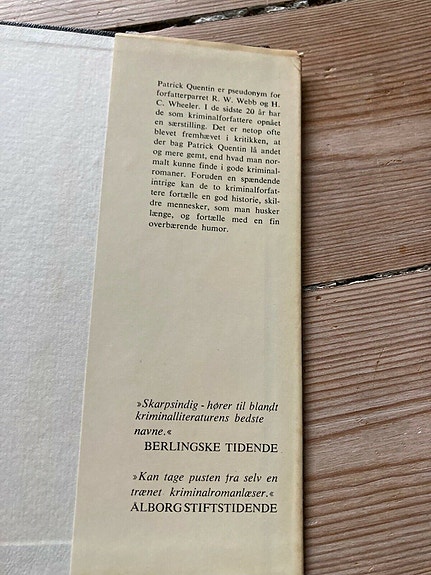 Patrick Quentin er pseudonym for
forfatterparret R. W. Webb og H.
C. Wheeler. I de sidste 20 år har
de som kriminalforfattere opnået
en særstilling. Det er netop ofte
blevet fremhævet i kritikken, at
der bag Patrick Quentin lå andet
og mere gemt, end hvad man nor-
malt kunne finde i gode kriminal-
romaner. Foruden en spændende
intrige kan de to kriminalforfat-
tere fortælle en god historie, skil-
dre mennesker, som man husker
længe, og fortælle med en fin
overbærende humor.
»Skarpsindig - hører til blandt
kriminalliteraturens bedste
navne.«
BERLINGSKE TIDENDE
»Kan tage pusten fra selv en
trænet kriminalromanlæser.«
ÅLBORG STIFTSTIDENDE